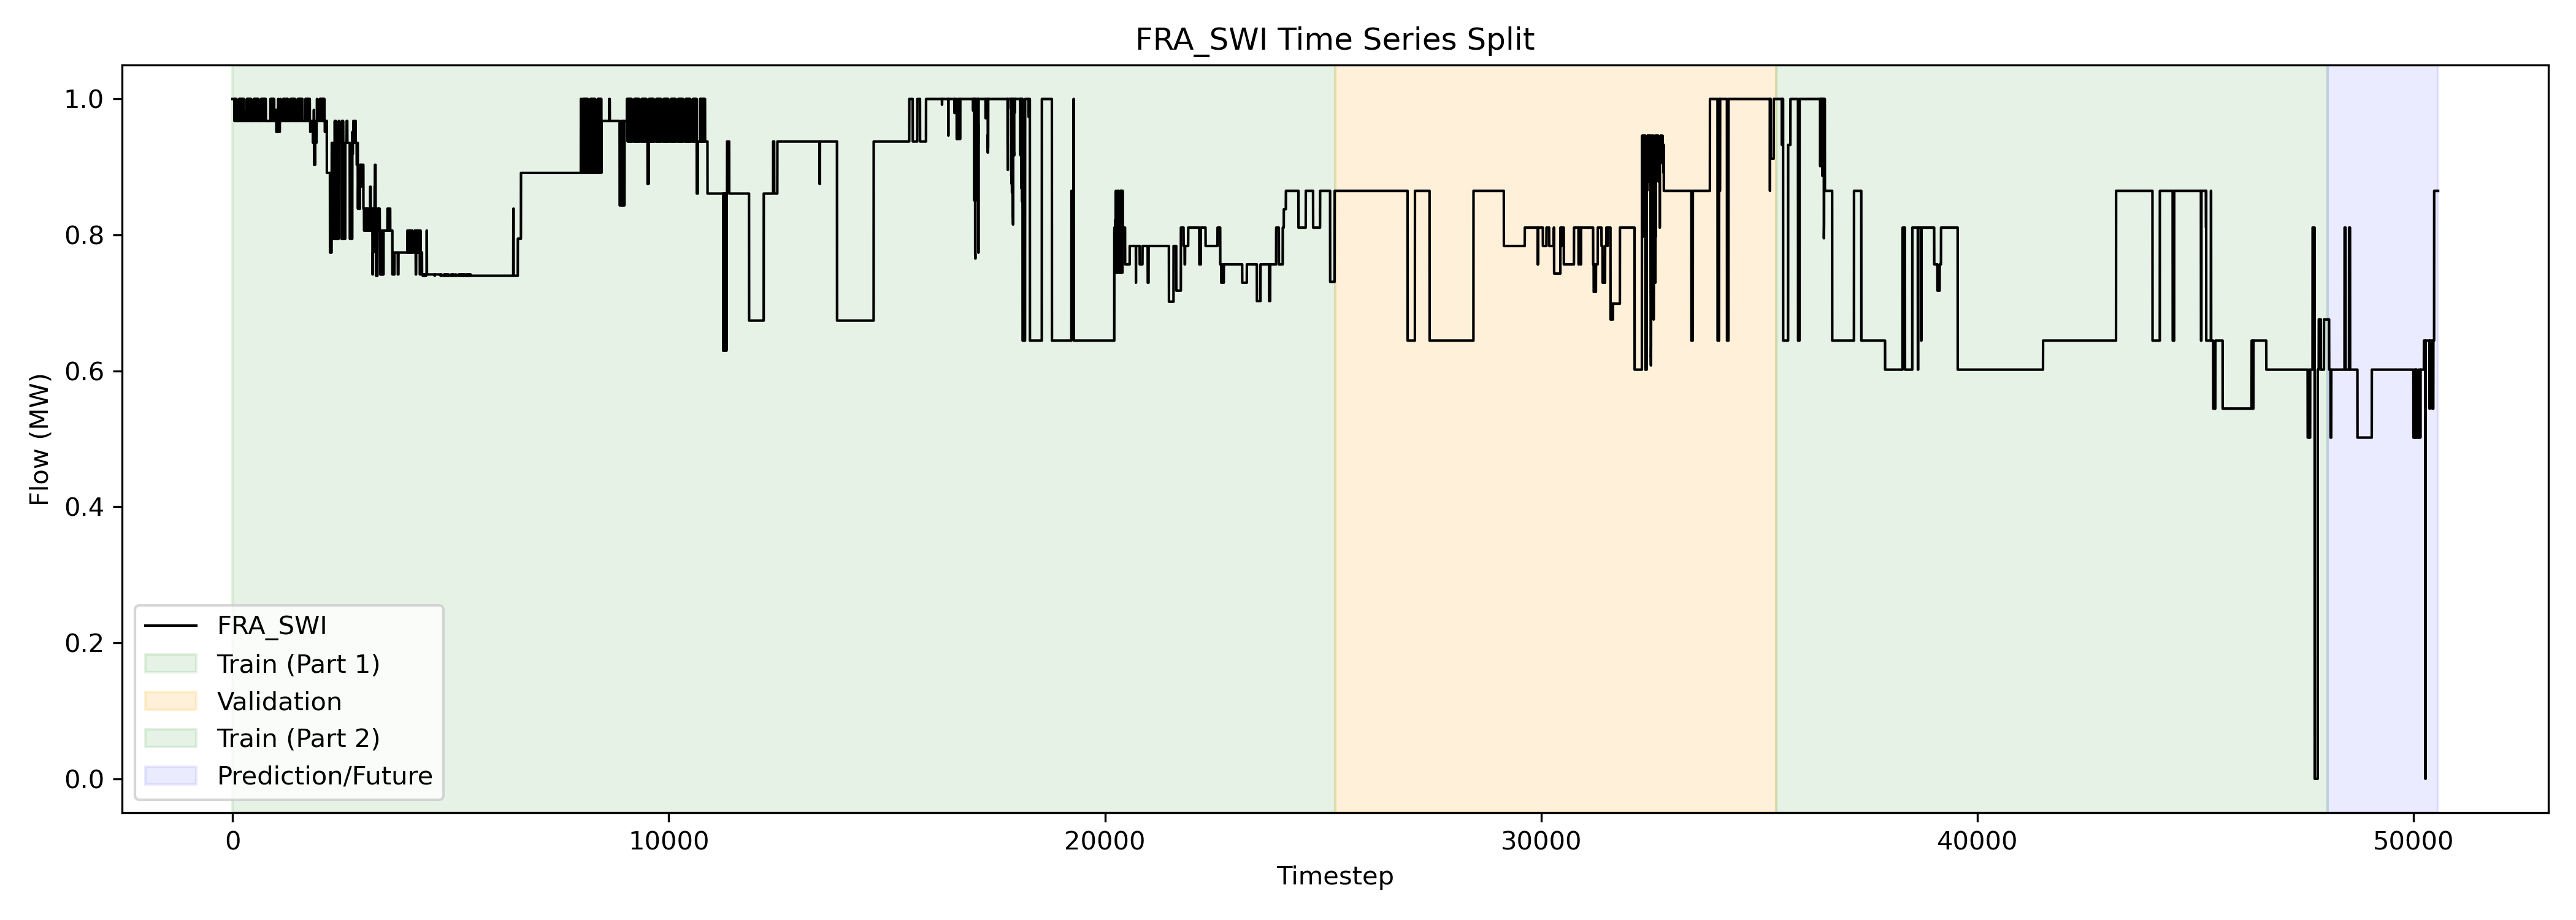 FRA_SWI Time Series Split
Flow (MW)
1.0
0.8
0.6
0.4
0.2
0.0
FRA_SWI
Train (Part 1)
Validation
Train (Part 2)
Prediction/Future
0 10000 20000 30000 40000 50000
Timestep